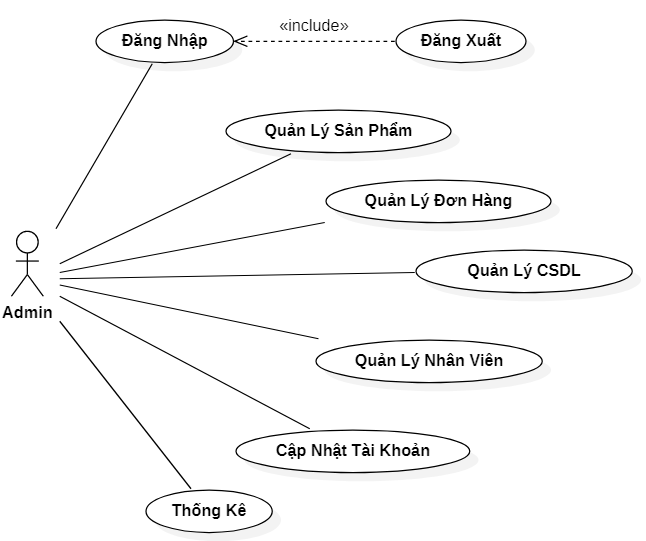 Đăng Nhập
«include»
Đăng Xuất
Quản Lý Sản Phẩm
Quản Lý Đơn Hàng
Quản Lý CSDL
Admin
Quản Lý Nhân Viên
Cập Nhật Tài Khoản
Thống Kê